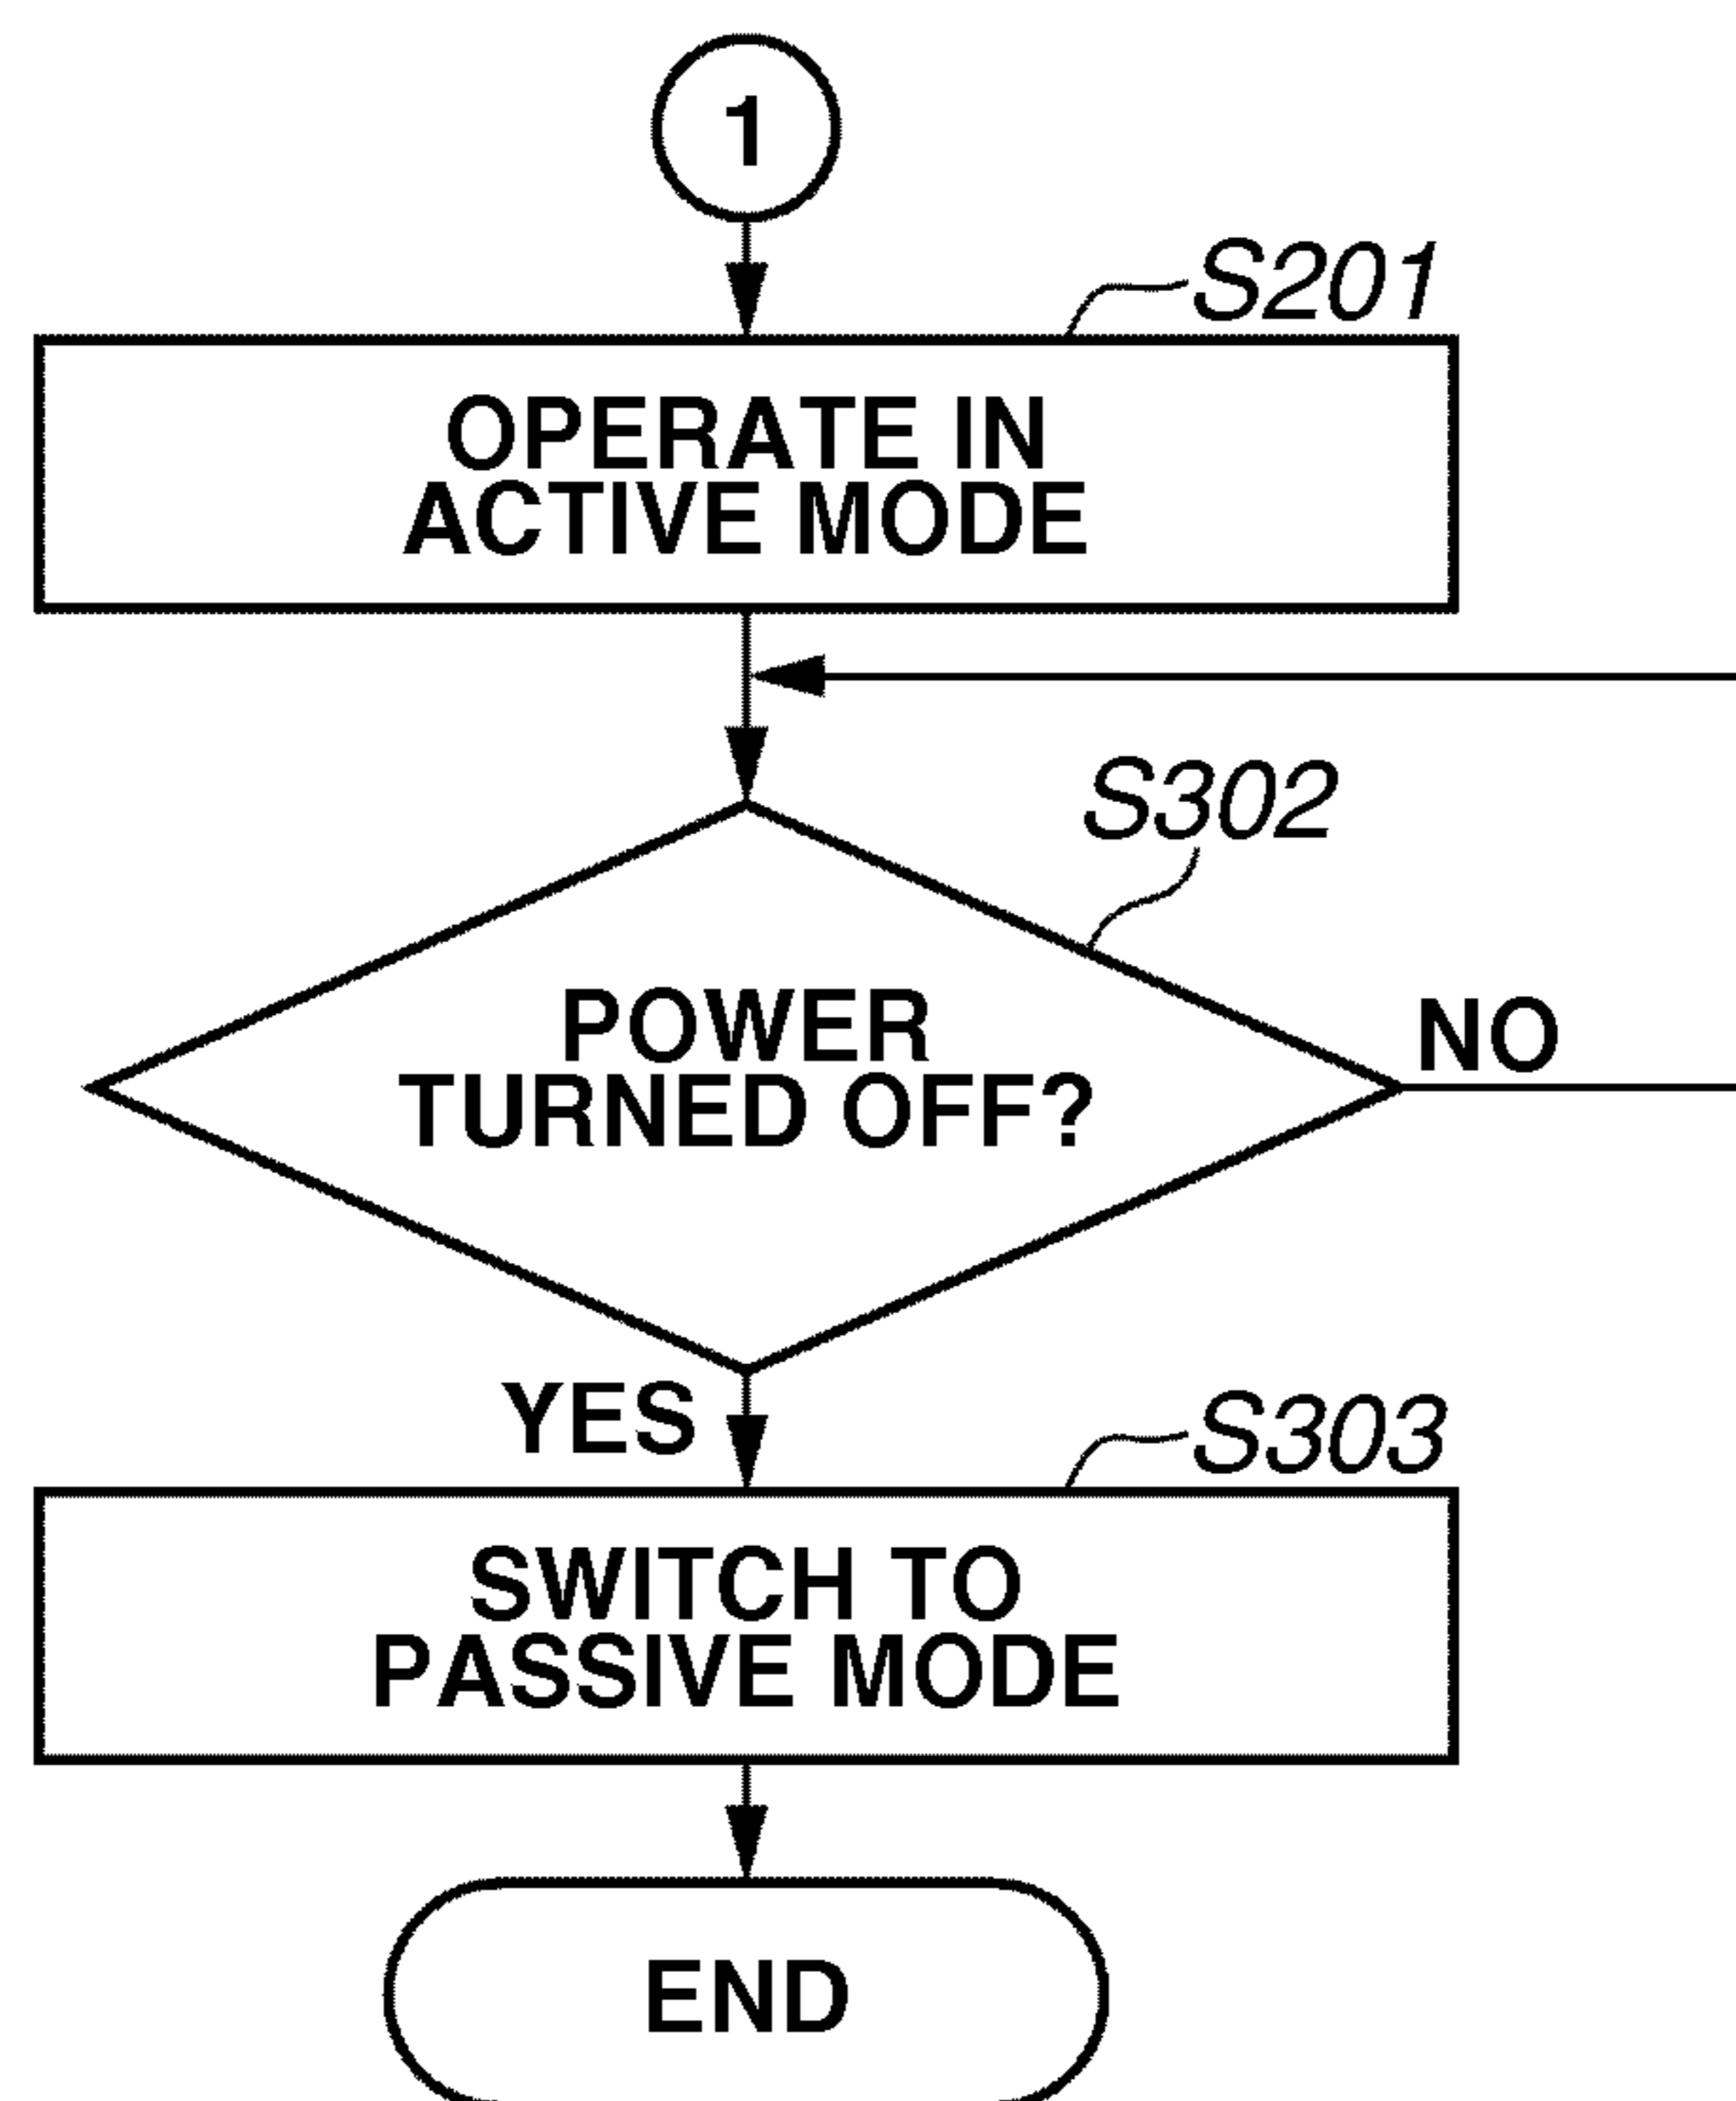 1
S201
OPERATE IN
ACTIVE MODE
S302
POWER
TURNED OFF?
NO
YES
S303
SWITCH TO
PASSIVE MODE
END